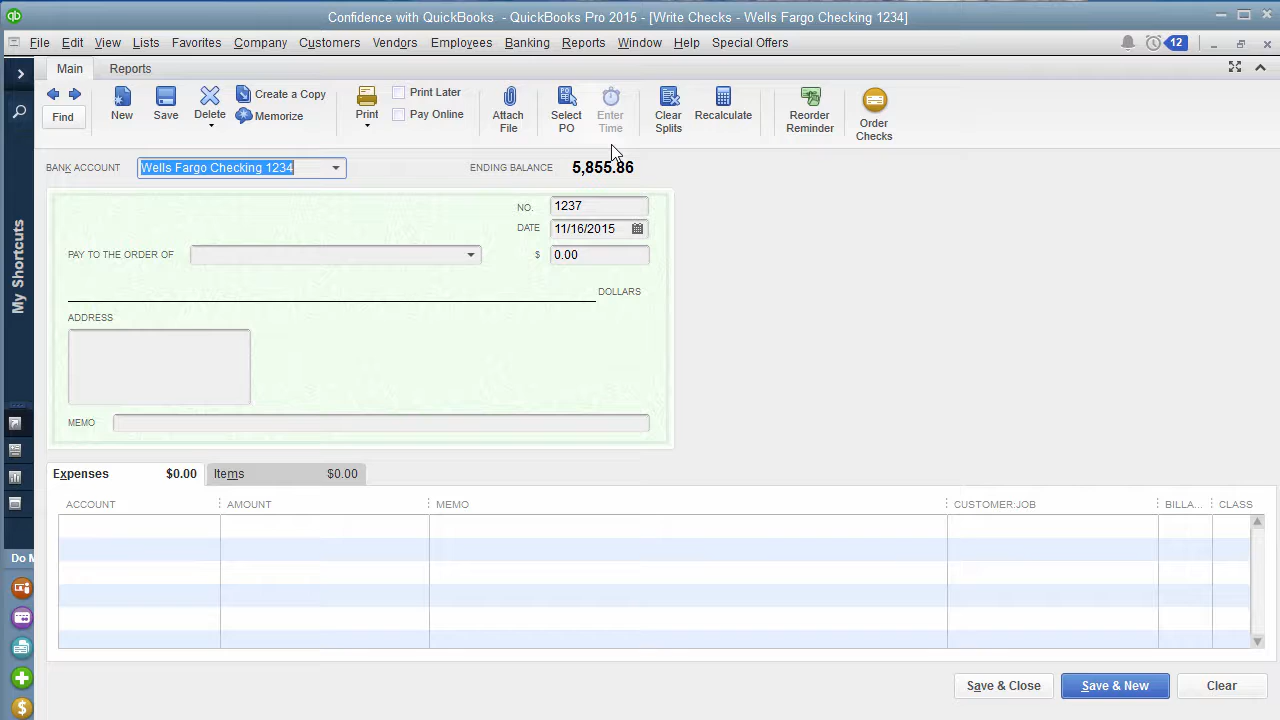 Confidence with QuickBooks - QuickBooks Pro 2015 - [Write Checks - Wells Fargo Checking 1234]
File Edit View Lists Favorites Company Customers Vendors Employees Banking Reports Window Help Special Offers 12
Main Reports
Find New Save Delete Create a Copy Memorize Print Print Later Pay Online Attach File Select PO Enter Time Clear Splits Recalculate Reorder Reminder Order Checks
BANK ACCOUNT Wells Fargo Checking 1234 ENDING BALANCE 5,855.86
NO. 1237
DATE 11/16/2015
PAY TO THE ORDER OF $ 0.00
DOLLARS
ADDRESS
MEMO
My Shortcuts
Expenses $0.00 Items $0.00
ACCOUNT AMOUNT MEMO CUSTOMER:JOB BILLA... CLASS
Do M
Save & Close Save & New Clear